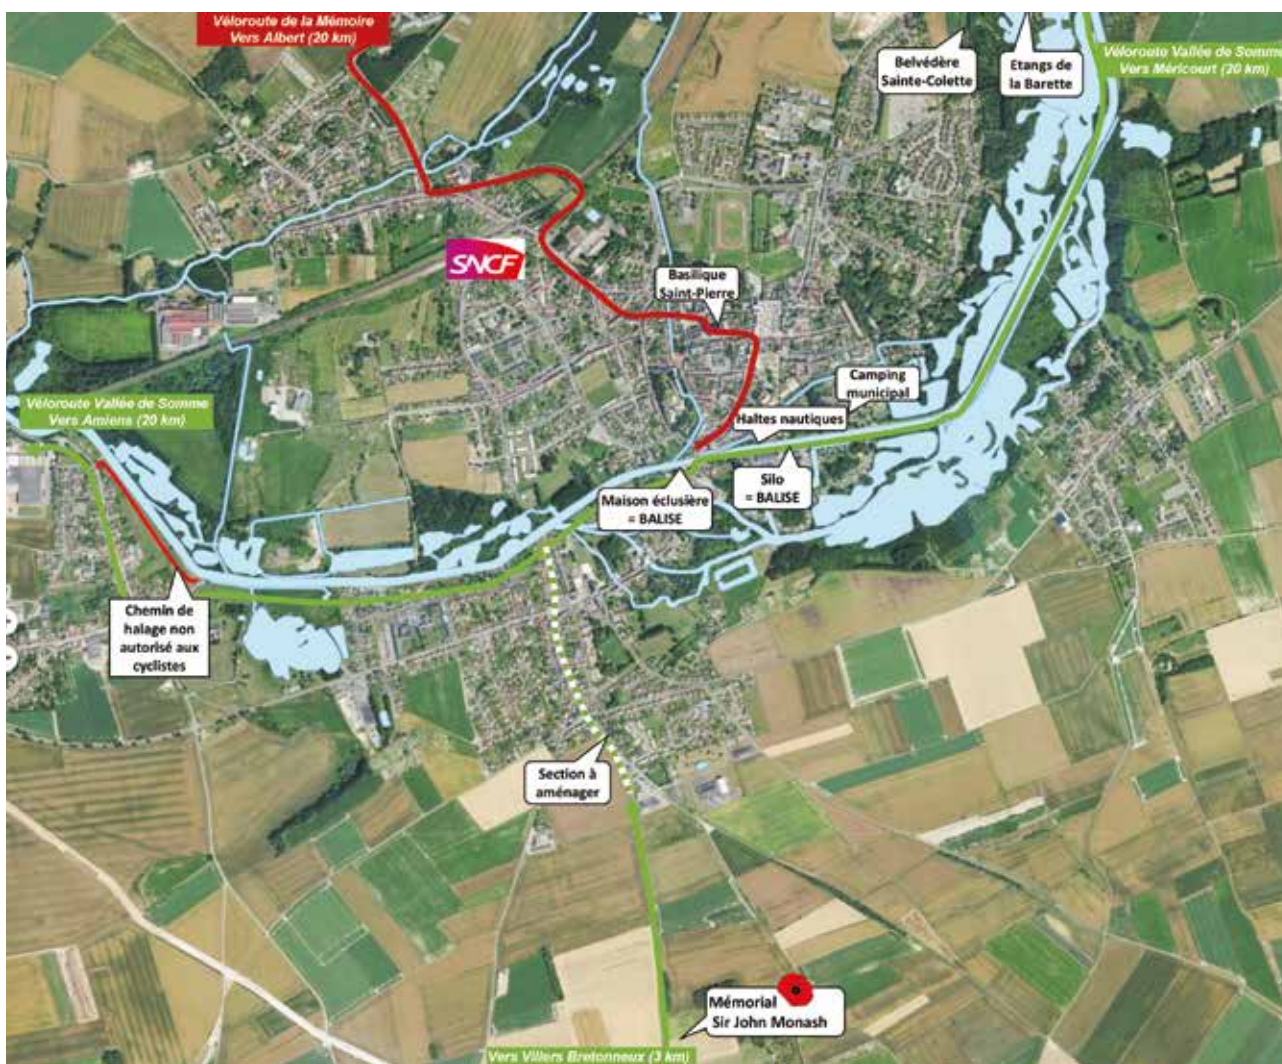 Véloroute de la Mémoire
Vers Albert (20 km)
Belvédère
Sainte-Colette
Etangs de
la Barette
Véloroute Vallée de Somme
Vers Méricourt (20 km)
SNCF
Basilique
Saint-Pierre
Camping
municipal
Véloroute Vallée de Somme
Vers Amiens (20 km)
Haltes nautiques
Silo
= BALISE
Maison éclusière
= BALISE
Chemin de
halage non
autorisé aux
cyclistes
Section à
aménager
Mémorial
Sir John Monash
Vers Villers Bretonneux (3 km)